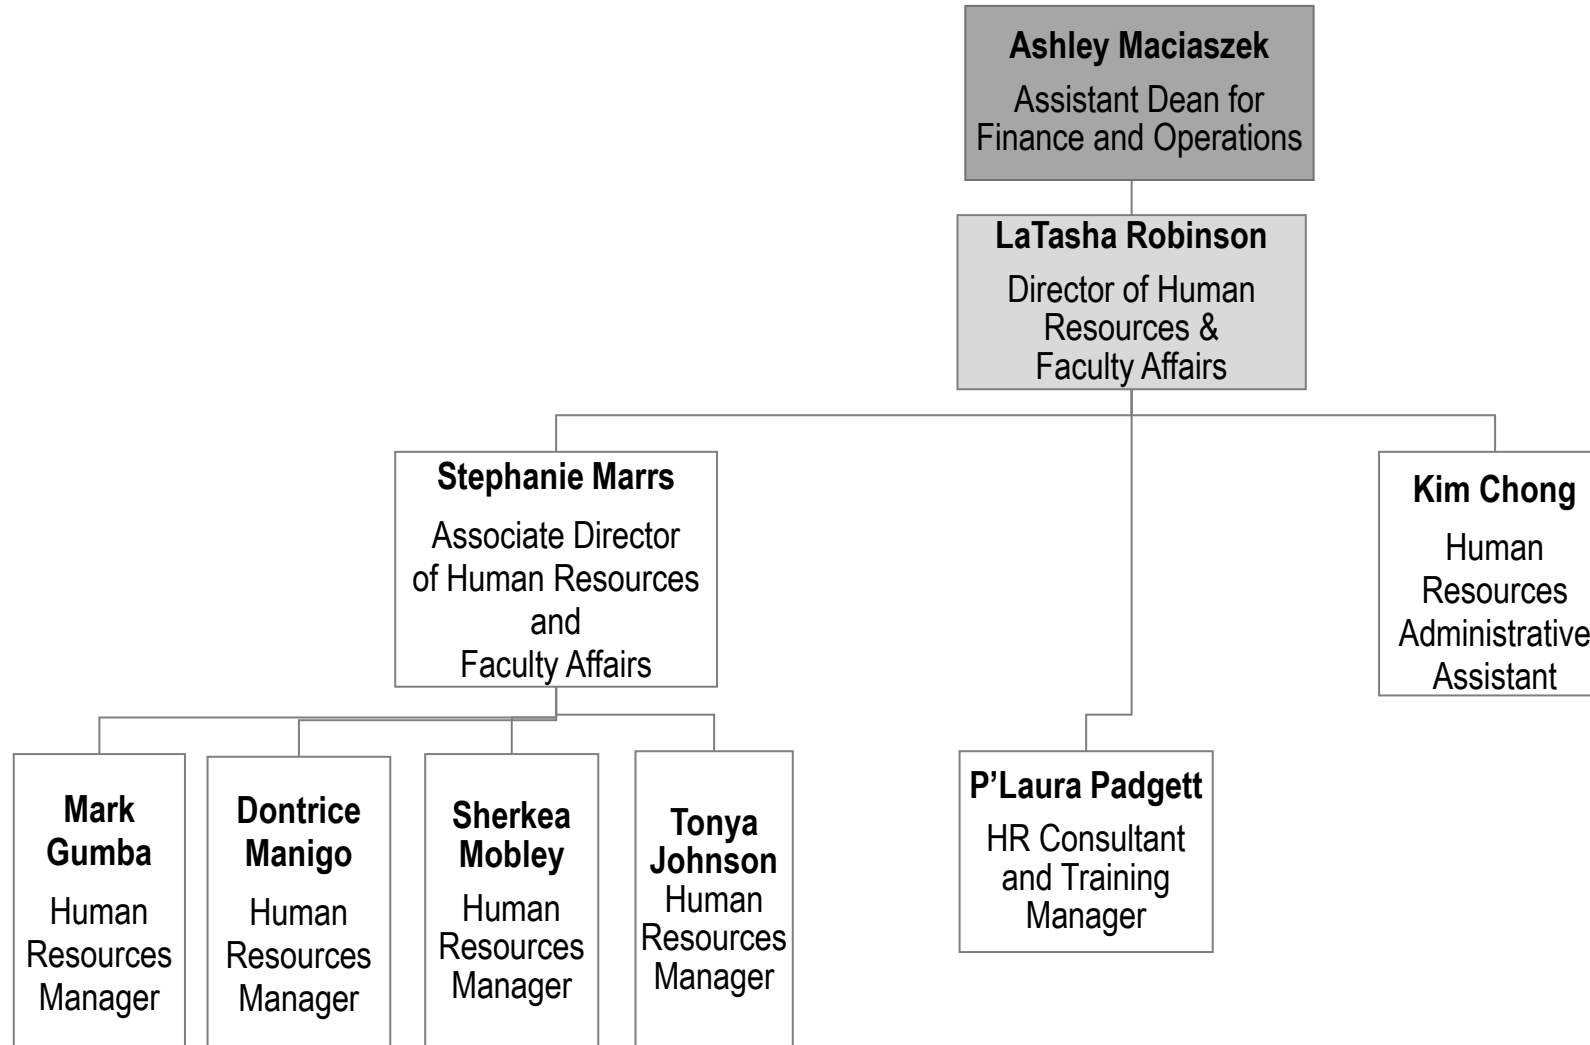 Ashley Maciaszek
Assistant Dean for
Finance and Operations
LaTasha Robinson
Director of Human
Resources &
Faculty Affairs
Stephanie Marrs
Associate Director
of Human Resources
and
Faculty Affairs
Kim Chong
Human
Resources
Administrative
Assistant
Mark
Gumba
Human
Resources
Manager
Dontrice
Manigo
Human
Resources
Manager
Sherkea
Mobley
Human
Resources
Manager
Tonya
Johnson
Human
Resources
Manager
P’Laura Padgett
HR Consultant
and Training
Manager